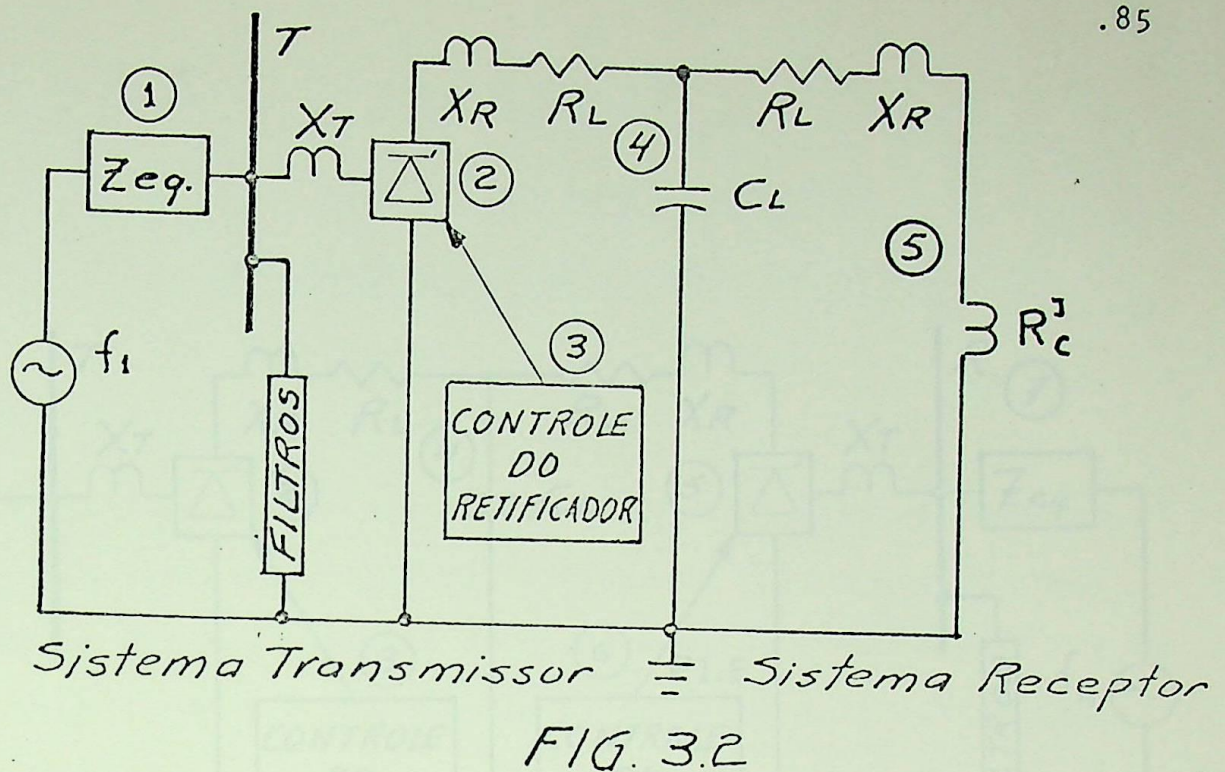 .85
T
1
XT
XR
RL
RL
XR
Zeq.
2
4
CL
5
f1
3
R'c
FILTROS
CONTROLE
DO
RETIFICADOR
Sistema Transmissor
Sistema Receptor
FIG. 3.2